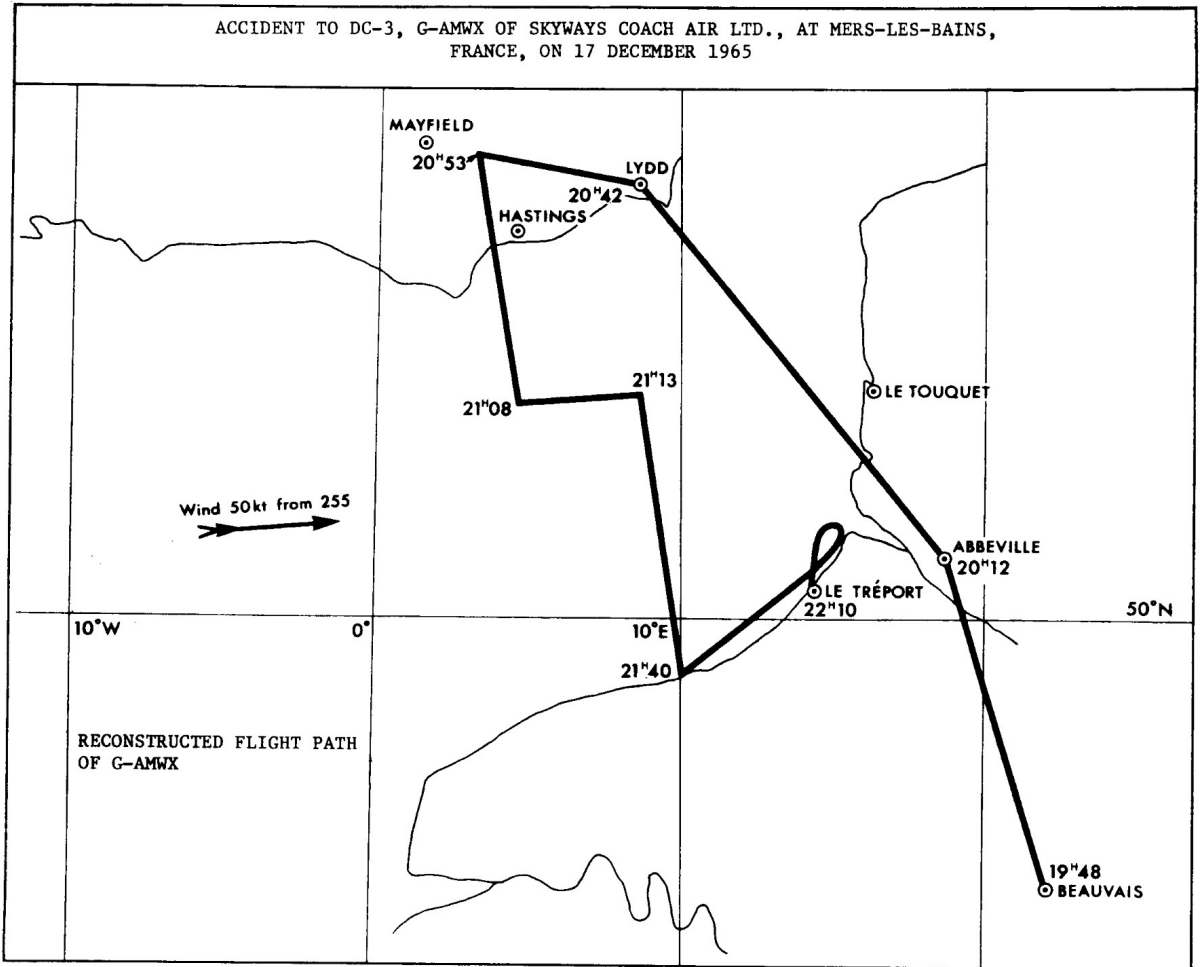 ACCIDENT TO DC-3, G-AMWX OF SKYWAYS COACH AIR LTD., AT MERS-LES-BAINS,
FRANCE, ON 17 DECEMBER 1965
MAYFIELD
20ᴴ53
LYDD
20ᴴ42
HASTINGS
21ᴴ13
21ᴴ08
LE TOUQUET
Wind 50kt from 255
ABBEVILLE
20ᴴ12
LE TRÉPORT
22ᴴ10
50°N
10°W
0°
10°E
21ᴴ40
RECONSTRUCTED FLIGHT PATH
OF G-AMWX
19ᴴ48
BEAUVAIS